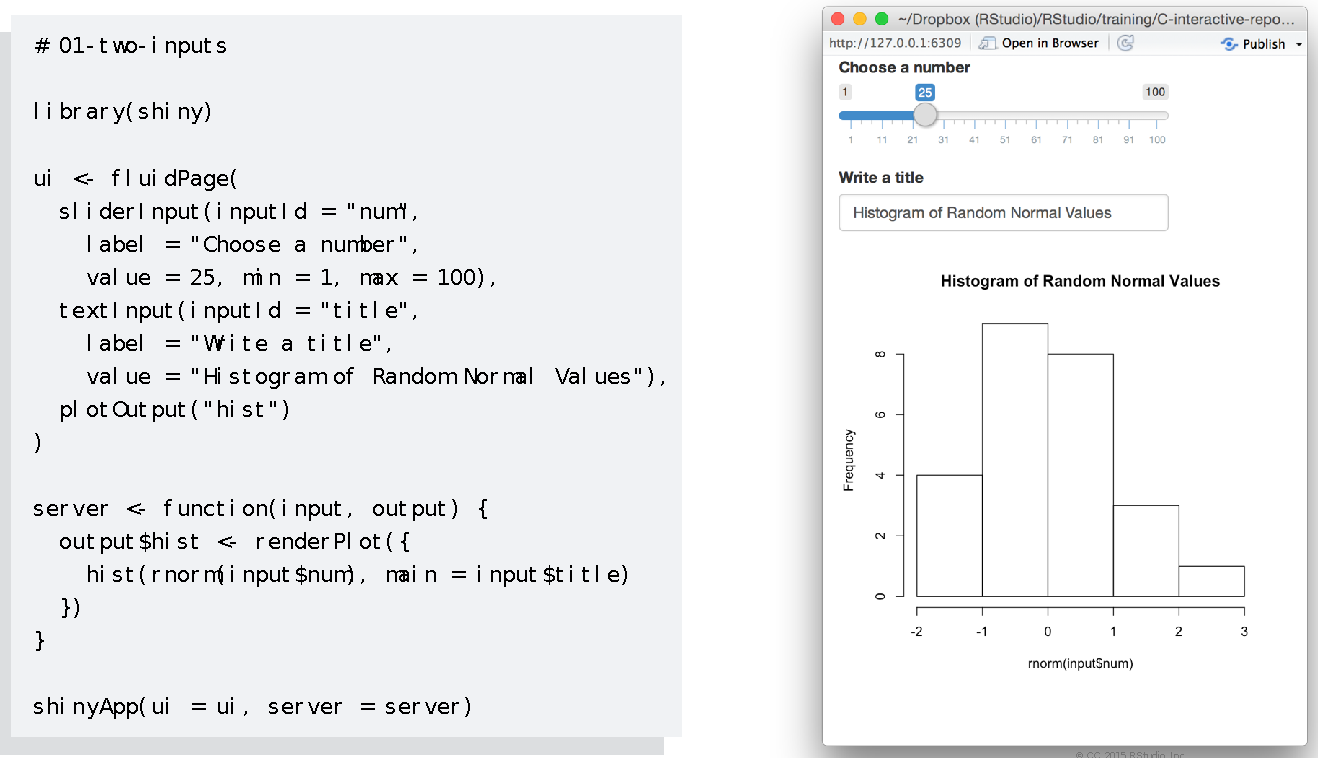 # 01-two-inputs
library(shiny)
ui <- fluidPage(
sliderInput(inputId = "num",
label = "Choose a number",
value = 25, min = 1, max = 100),
textInput(inputId = "title",
label = "Write a title",
value = "Histogram of Random Normal Values"),
plotOutput("hist")
)
server <- function(input, output) {
output$hist <- renderPlot({
hist(rnorm(input$num), main = input$title)
})
}
shinyApp(ui = ui, server = server)
~/Dropbox (RStudio)/RStudio/training/C-interactive-repo...
http://127.0.0.1:6309 Open in Browser Publish
Choose a number
1 25 100
1 11 21 31 41 51 61 71 81 91 100
Write a title
Histogram of Random Normal Values
Histogram of Random Normal Values
8
6
4
2
0
Frequency
-2 -1 0 1 2 3
rnorm(input$num)
© CC 2015 RStudio, Inc.